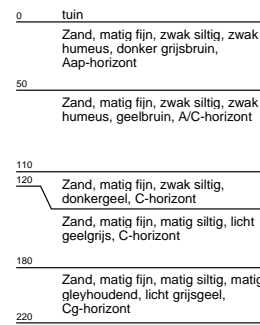 0 tuin
Zand, matig fijn, zwak siltig, zwak
humeus, donker grijsbruin,
Aap-horizont
50
Zand, matig fijn, zwak siltig, zwak
humeus, geelbruin, A/C-horizont
110
120
Zand, matig fijn, zwak siltig,
donkergeel, C-horizont
Zand, matig fijn, matig siltig, licht
geelgrijs, C-horizont
180
Zand, matig fijn, matig siltig, matig
gleyhoudend, licht grijsgeel,
Cg-horizont
220